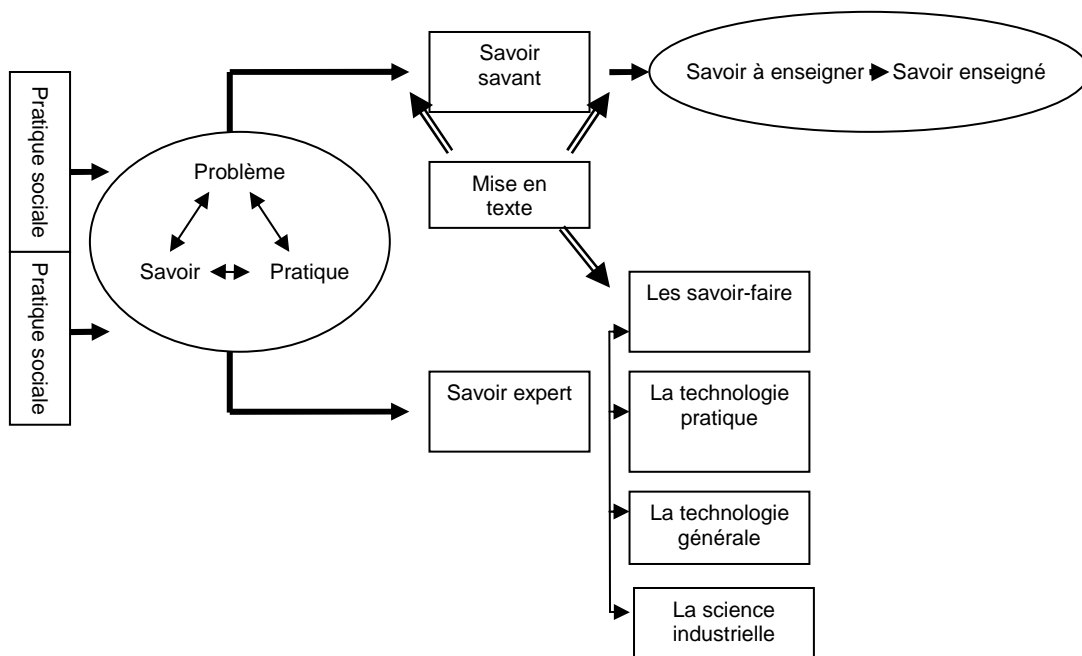 Pratique sociale
Pratique sociale
Problème
Savoir
Pratique
Savoir
savant
Savoir à enseigner
Savoir enseigné
Mise en
texte
Savoir expert
Les savoir-faire
La technologie
pratique
La technologie
générale
La science
industrielle